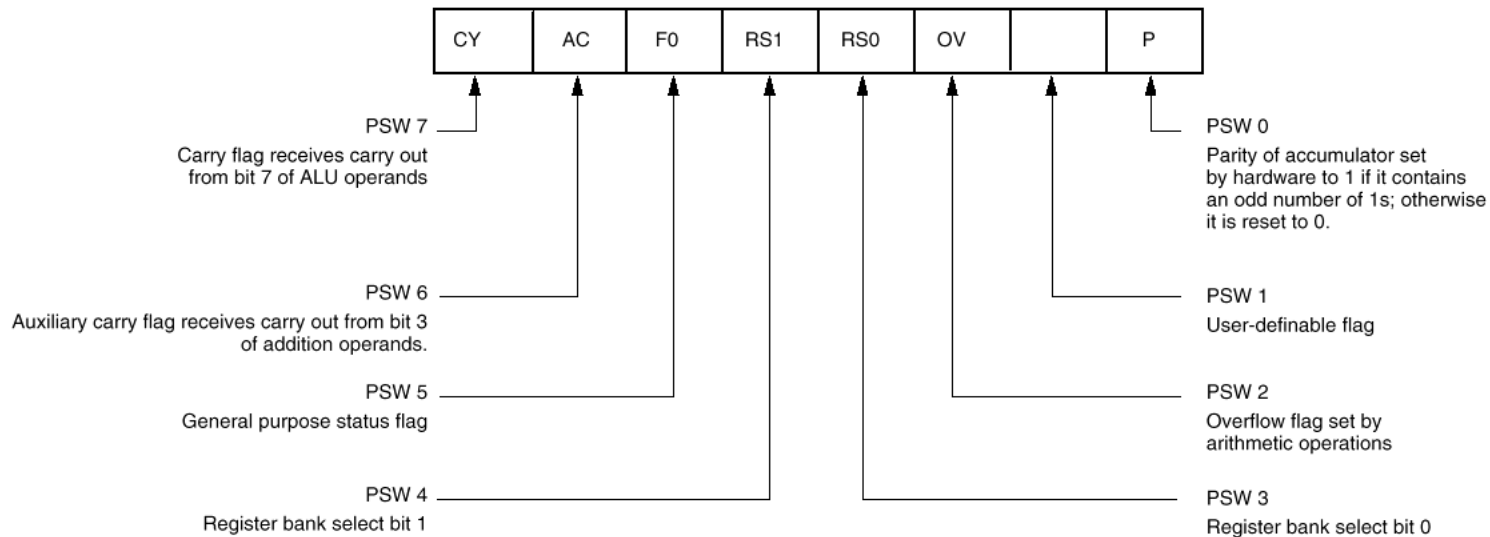 CY AC F0 RS1 RS0 OV P
PSW 7
Carry flag receives carry out
from bit 7 of ALU operands
PSW 6
Auxiliary carry flag receives carry out from bit 3
of addition operands.
PSW 5
General purpose status flag
PSW 4
Register bank select bit 1
PSW 0
Parity of accumulator set
by hardware to 1 if it contains
an odd number of 1s; otherwise
it is reset to 0.
PSW 1
User-definable flag
PSW 2
Overflow flag set by
arithmetic operations
PSW 3
Register bank select bit 0